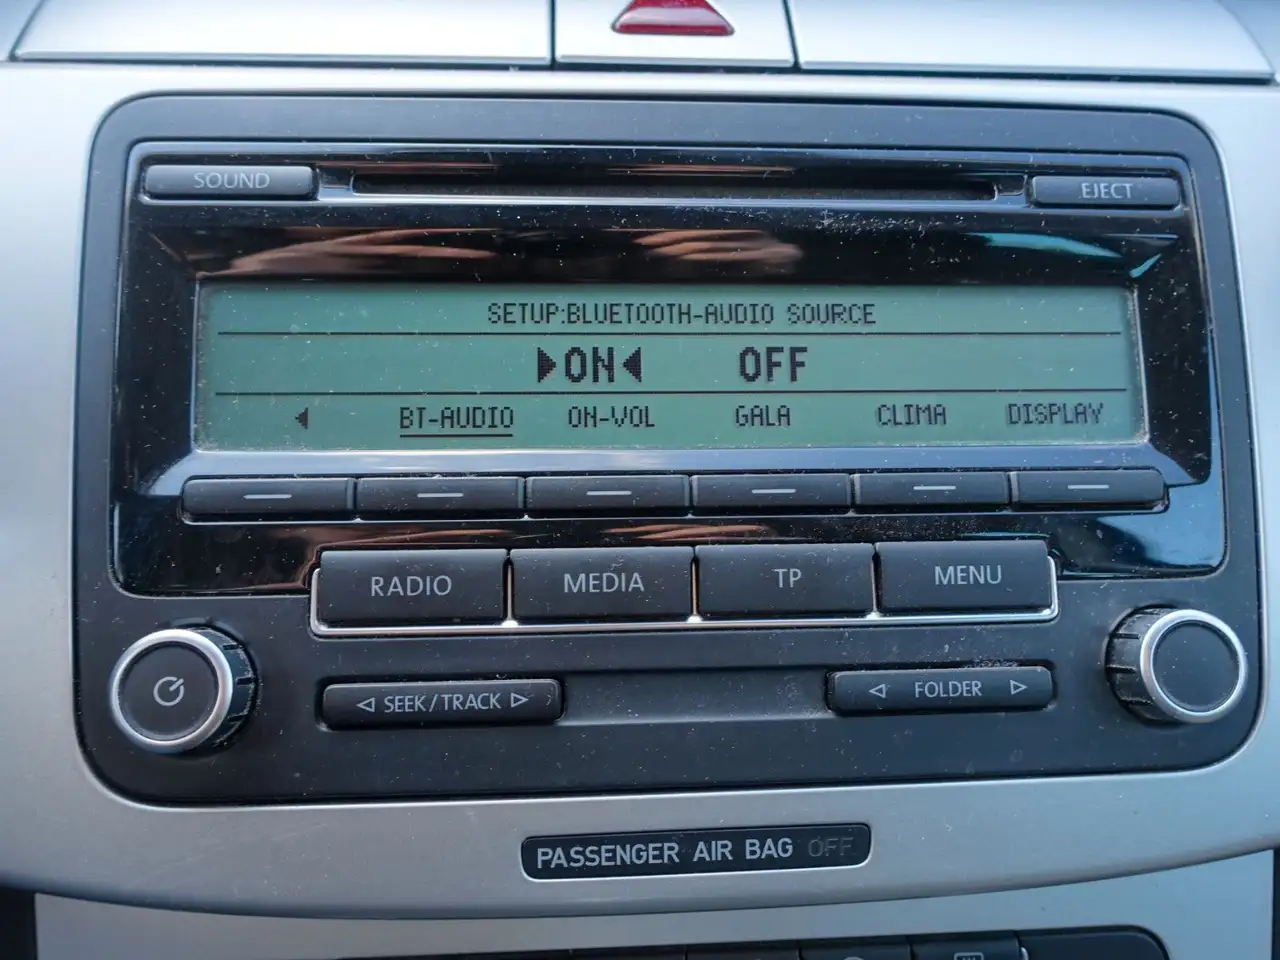 SOUND
EJECT
SETUP:BLUETOOTH-AUDIO SOURCE
ON OFF
BT-AUDIO ON-VOL GALA CLIMA DISPLAY
RADIO MEDIA TP MENU
SEEK/TRACK
FOLDER
PASSENGER AIR BAG OFF